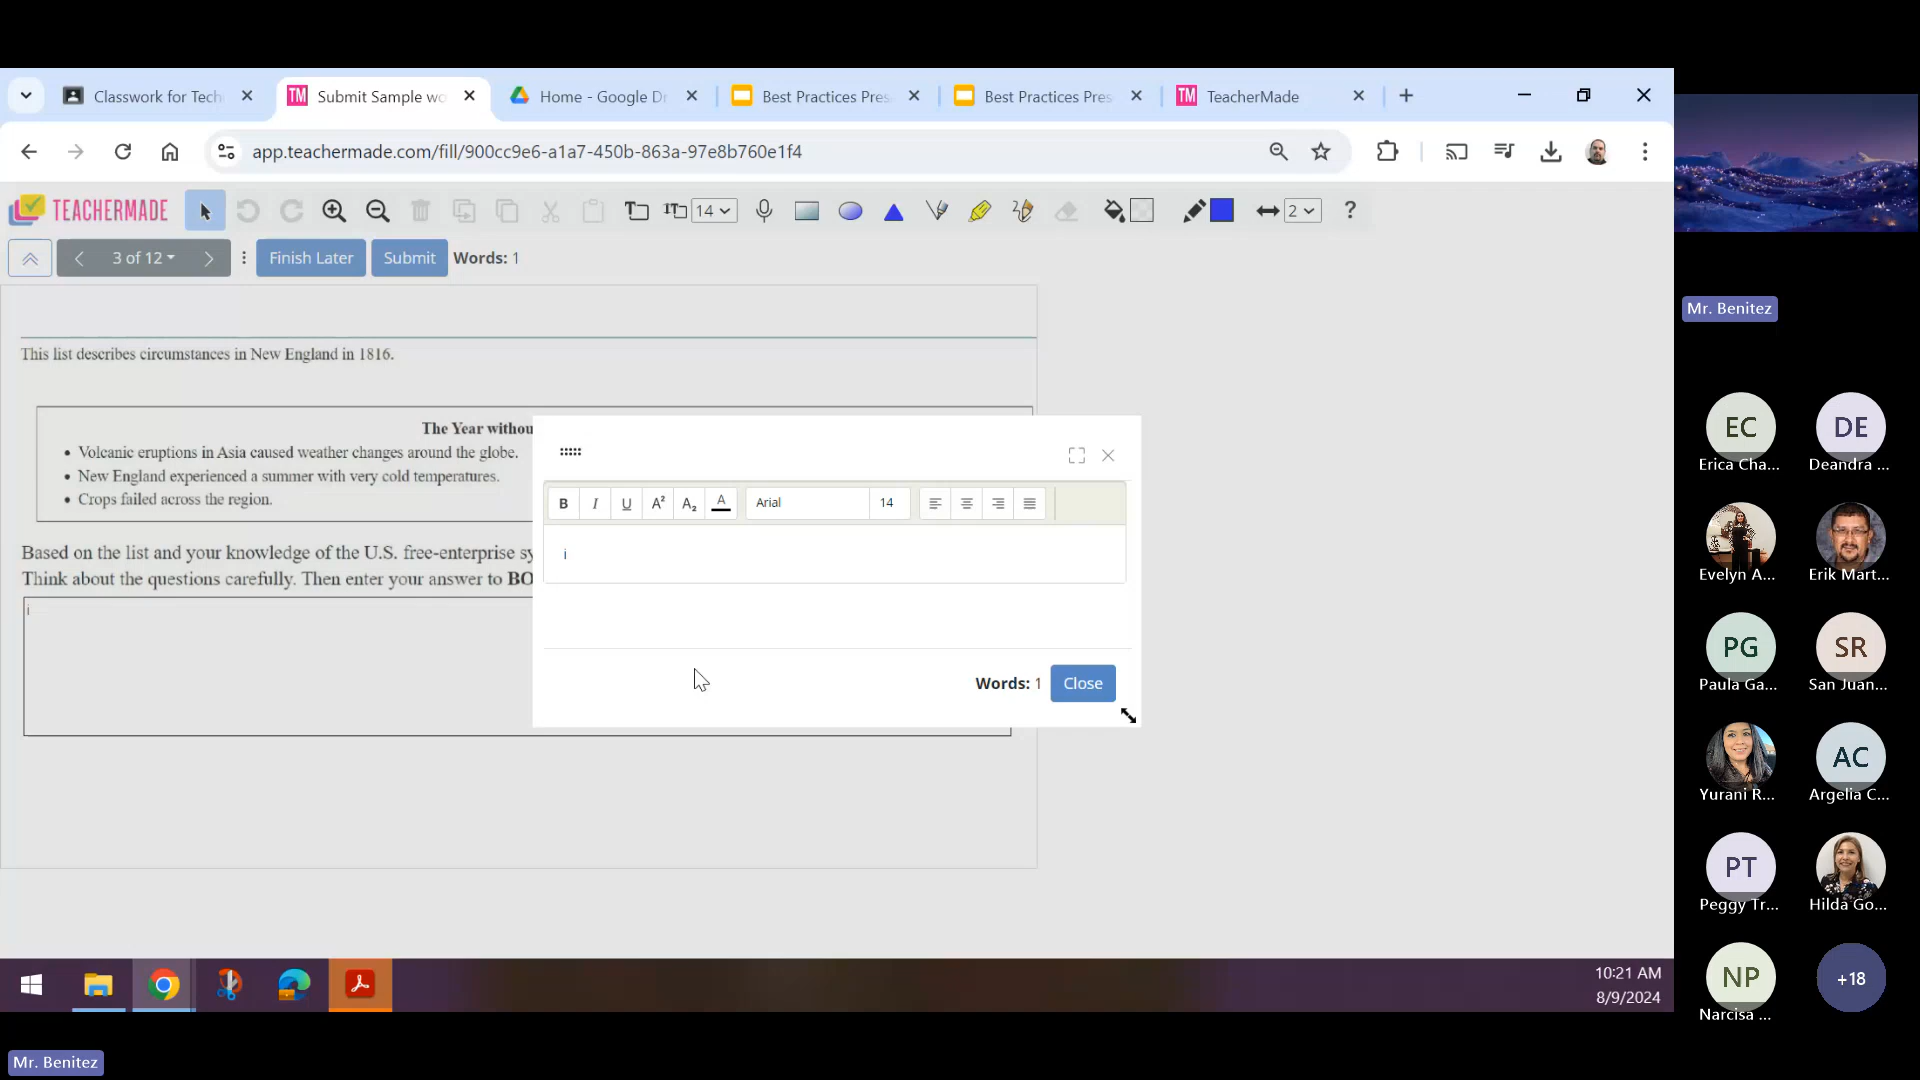 Classwork for Tech
Submit Sample wo
Home - Google Dr
Best Practices Pres
Best Practices Pres
TM TeacherMade
app.teachermade.com/fill/900cc9e6-a1a7-450b-863a-97e8b760e1f4
TEACHERMADE
14
2
?
3 of 12
Finish Later
Submit
Words: 1
This list describes circumstances in New England in 1816.
The Year withou
• Volcanic eruptions in Asia caused weather changes around the globe.
• New England experienced a summer with very cold temperatures.
• Crops failed across the region.
Based on the list and your knowledge of the U.S. free-enterprise sy
Think about the questions carefully. Then enter your answer to BO
i
B I U A² A₂ A Arial 14
i
Words: 1
Close
10:21 AM
8/9/2024
Mr. Benitez
Mr. Benitez
EC
Erica Cha...
DE
Deandra ...
Evelyn A...
Erik Mart...
PG
Paula Ga...
SR
San Juan...
Yurani R...
AC
Argelia C...
PT
Peggy Tr...
Hilda Go...
NP
Narcisa ...
+18